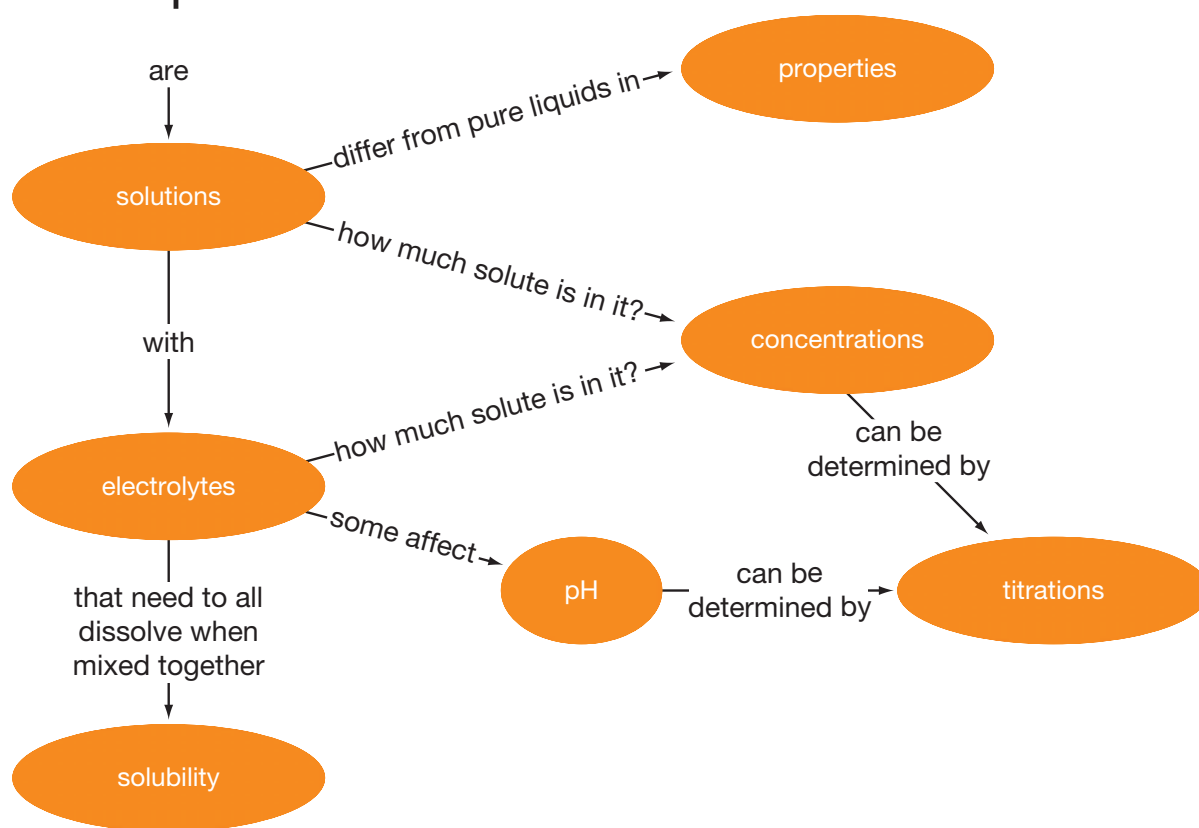 are
properties
differ from pure liquids in
solutions
how much solute is in it?
with
concentrations
how much solute is in it?
can be
determined by
electrolytes
some affect
that need to all
dissolve when
mixed together
pH
can be
determined by
titrations
solubility